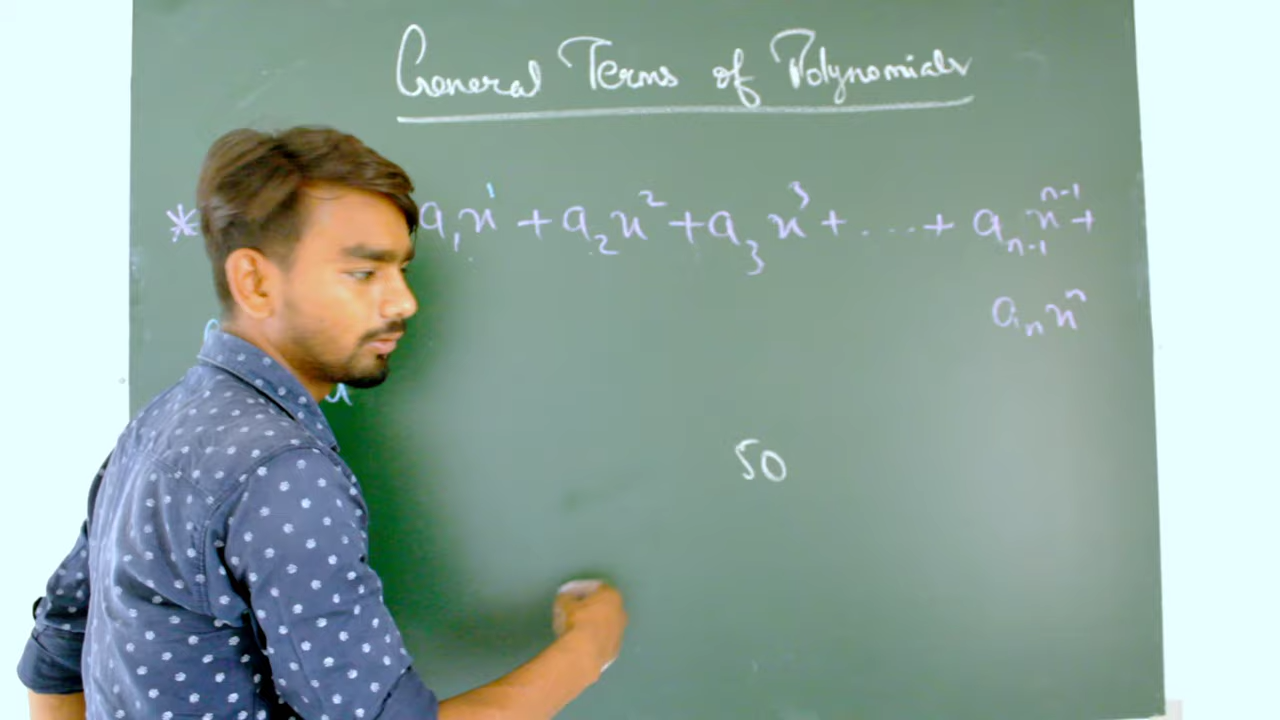 General Terms of Polynomials
* a₁x¹ + a₂x² + a₃x³ + .... + aₙ₋₁xⁿ⁻¹ +
aₙxⁿ
50